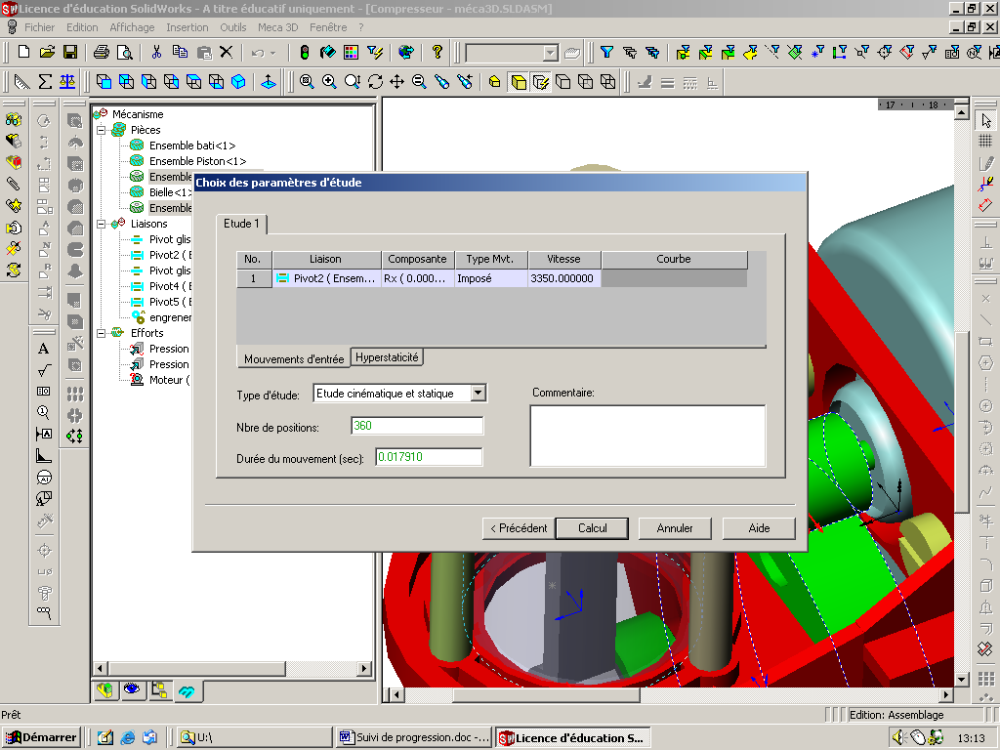 Licence d'éducation SolidWorks - A titre éducatif uniquement - [Compresseur - méca3D.SLDASM]
Fichier Edition Affichage Insertion Outils Meca 3D Fenêtre ?
17 18
Mécanisme
Pièces
Ensemble bati<1>
Ensemble Piston<1>
Ensemble
Bielle<1>
Ensemble
Liaisons
Pivot glis
Pivot2 ( E
Pivot glis
Pivot4 ( E
Pivot5 ( E
engrener
Efforts
Pression
Pression
Moteur (
Choix des paramètres d'étude
Etude 1
No. Liaison Composante Type Mvt. Vitesse Courbe
1 Pivot2 ( Ensem... Rx ( 0.000... Imposé 3350.000000
Mouvements d'entrée Hyperstaticité
Type d'étude: Etude cinématique et statique
Commentaire:
Nbre de positions: 360
Durée du mouvement (sec): 0.017910
< Précédent Calcul Annuler Aide
Prêt
Edition: Assemblage
Démarrer U:\ Suivi de progression.doc -... Licence d'éducation S... 13:13